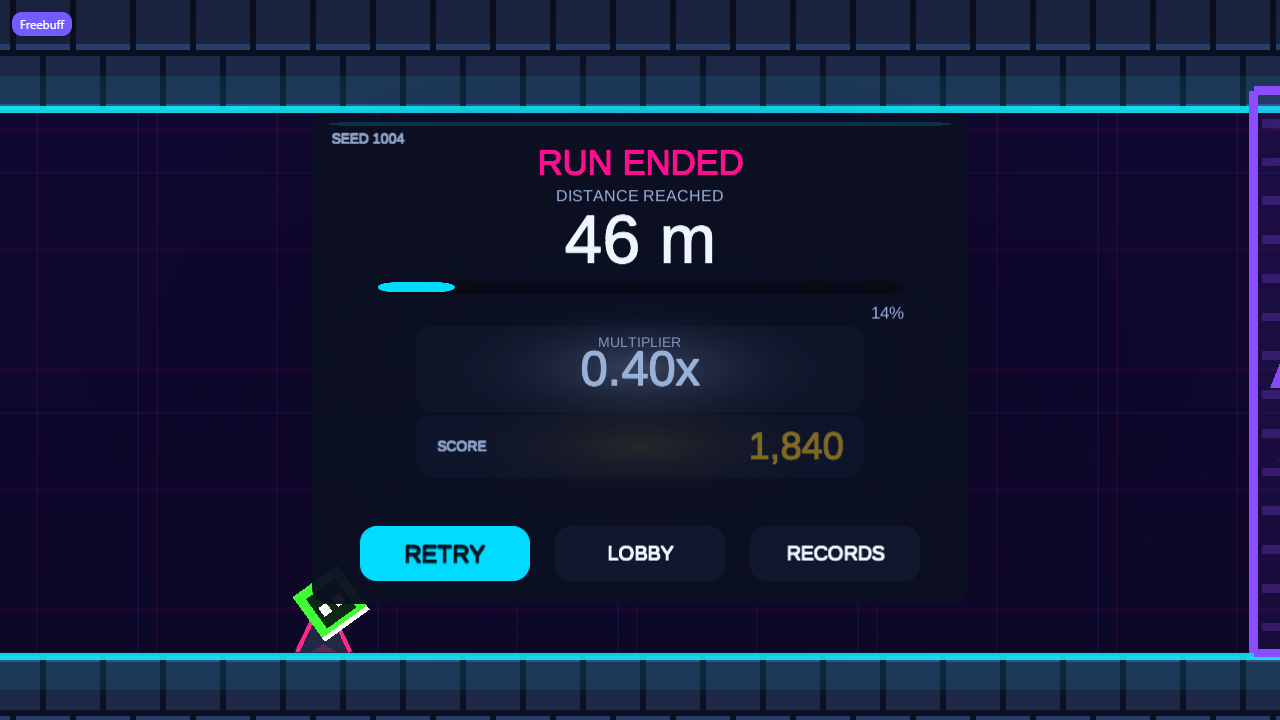 Freebuff
SEED 1004
RUN ENDED
DISTANCE REACHED
46 m
14%
MULTIPLIER
0.40x
SCORE 1,840
RETRY LOBBY RECORDS